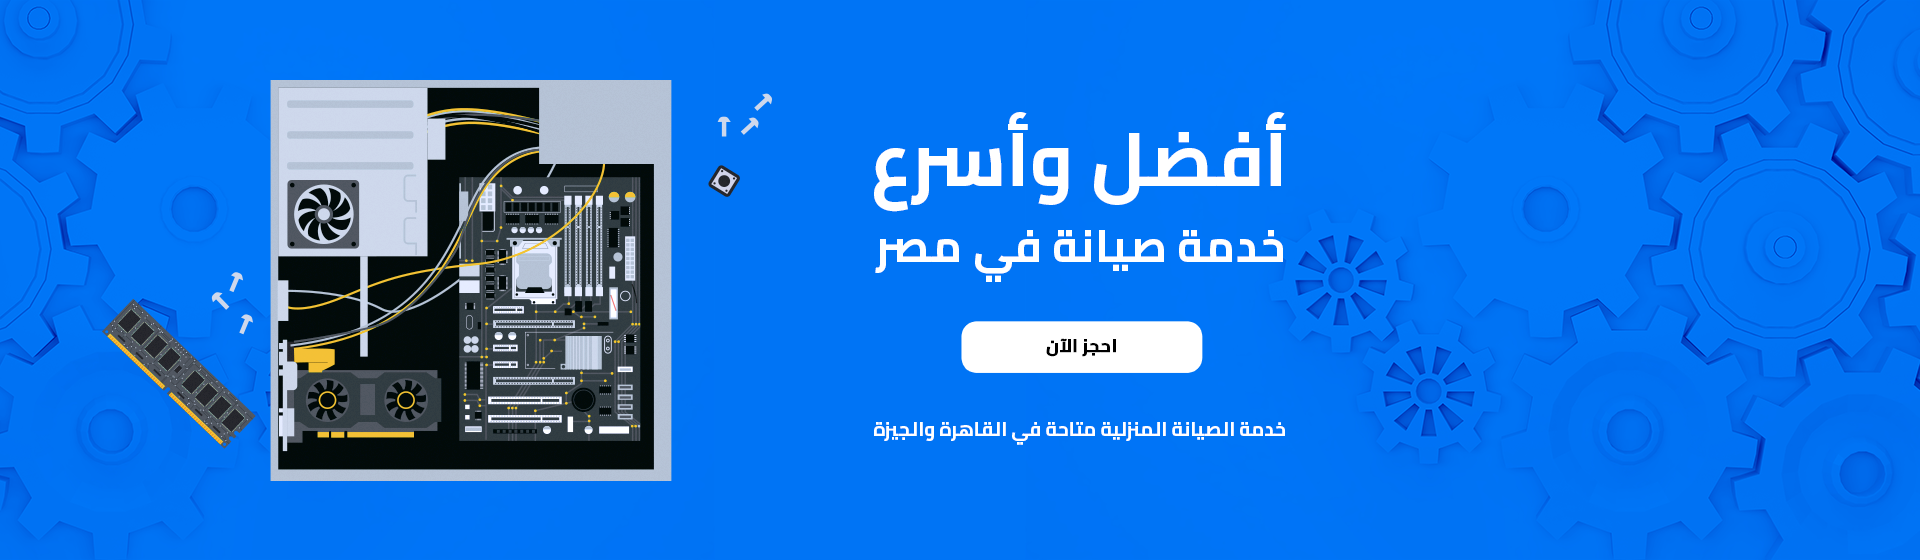 أفضل وأسرع
خدمة صيانة في مصر
احجز الآن
خدمة الصيانة المنزلية متاحة في القاهرة والجيزة